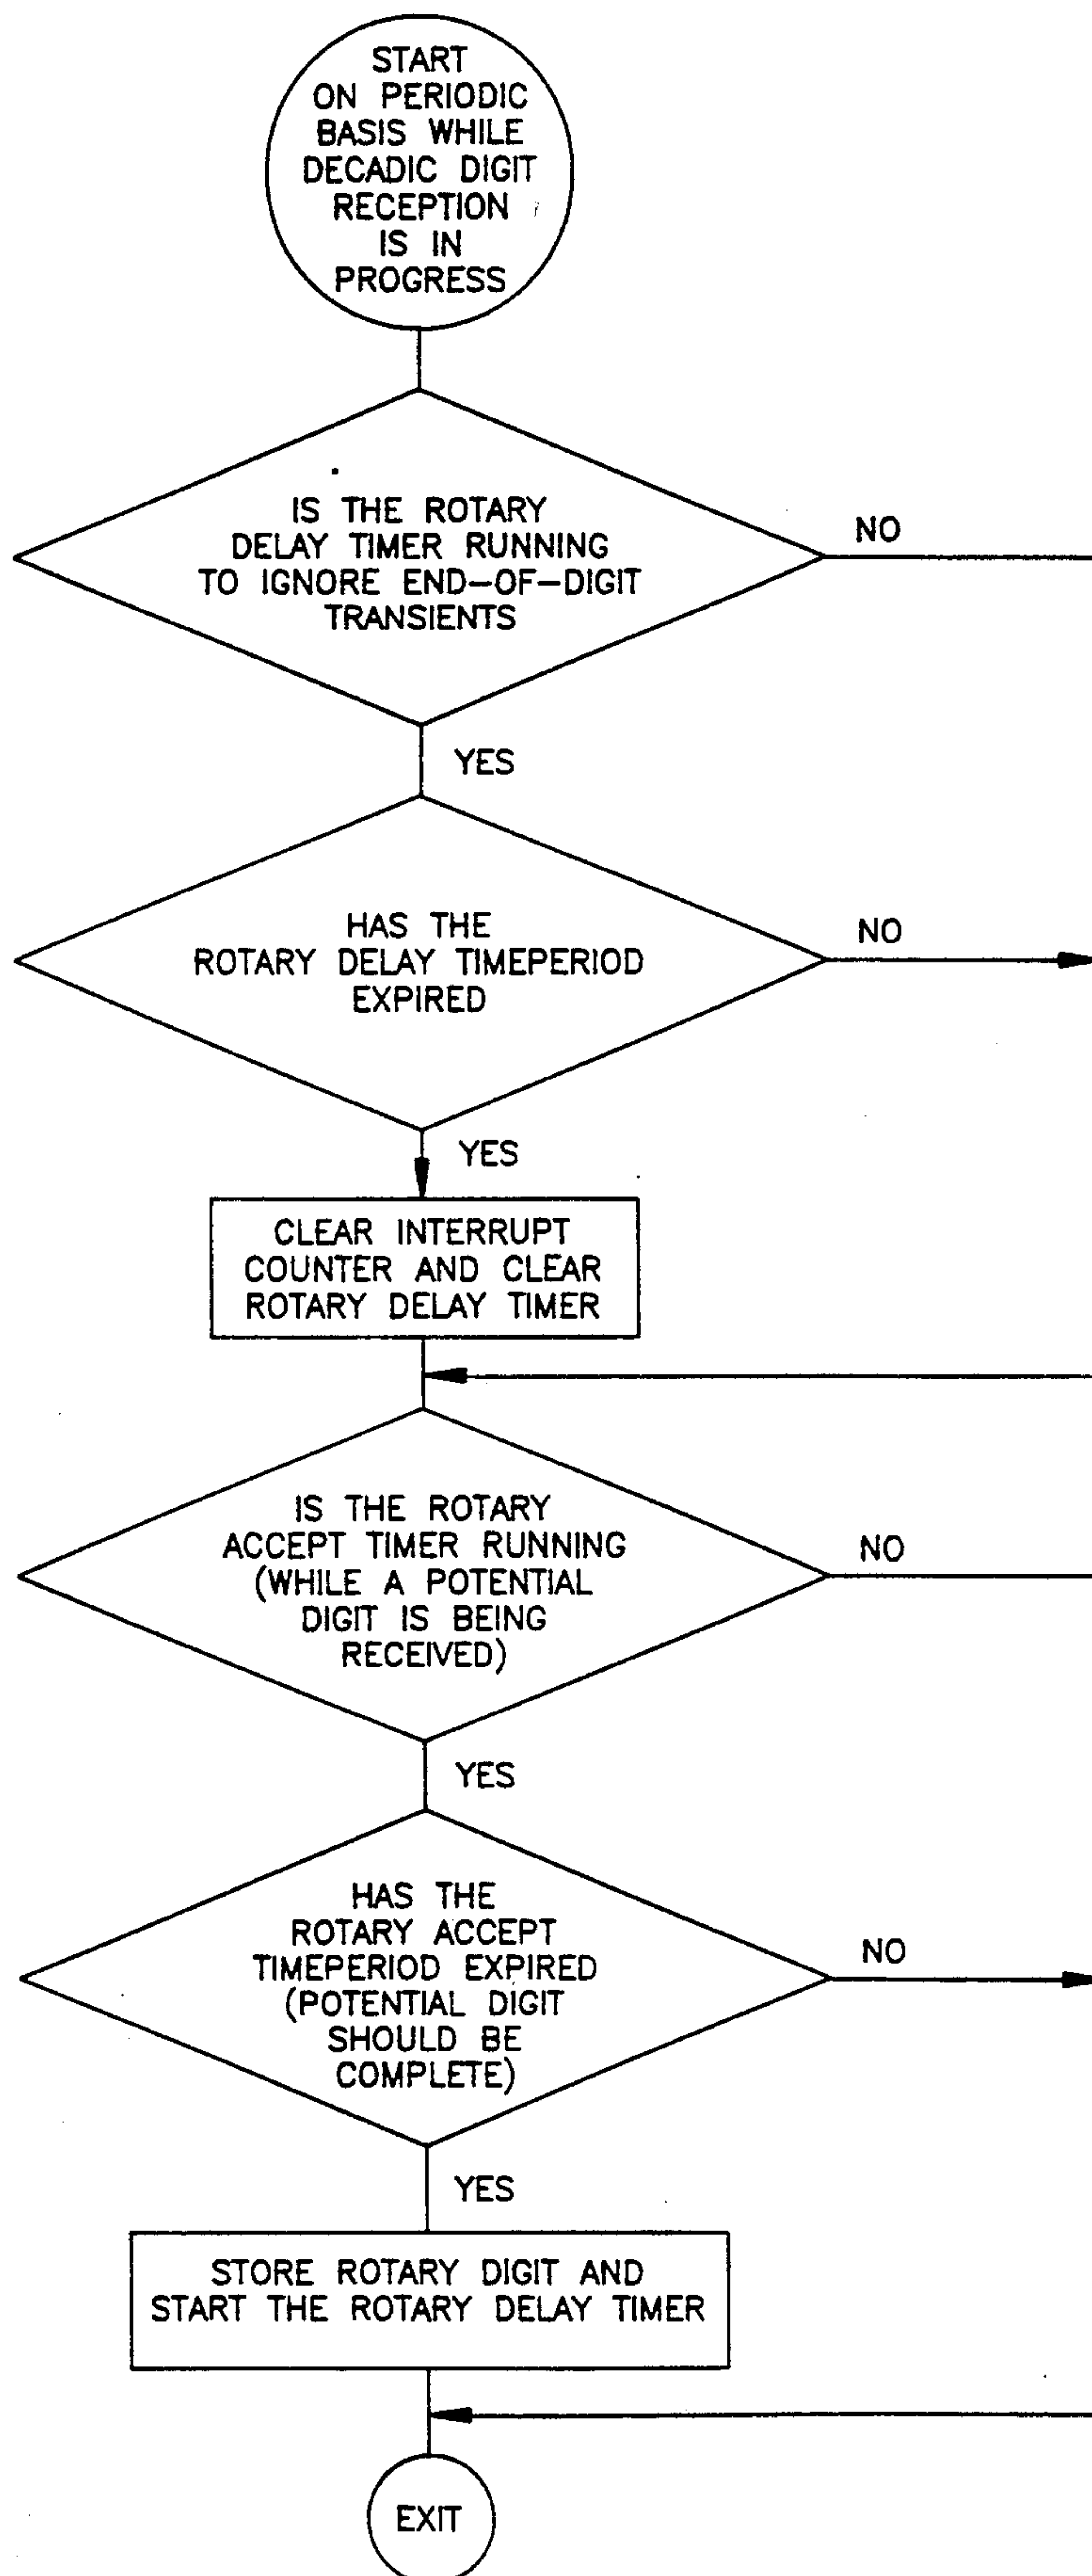 START
ON PERIODIC
BASIS WHILE
DECADIC DIGIT
RECEPTION
IS IN
PROGRESS
IS THE ROTARY
DELAY TIMER RUNNING
TO IGNORE END-OF-DIGIT
TRANSIENTS
NO
YES
HAS THE
ROTARY DELAY TIMEPERIOD
EXPIRED
NO
YES
CLEAR INTERRUPT
COUNTER AND CLEAR
ROTARY DELAY TIMER
IS THE ROTARY
ACCEPT TIMER RUNNING
(WHILE A POTENTIAL
DIGIT IS BEING
RECEIVED)
NO
YES
HAS THE
ROTARY ACCEPT
TIMEPERIOD EXPIRED
(POTENTIAL DIGIT
SHOULD BE
COMPLETE)
NO
YES
STORE ROTARY DIGIT AND
START THE ROTARY DELAY TIMER
EXIT